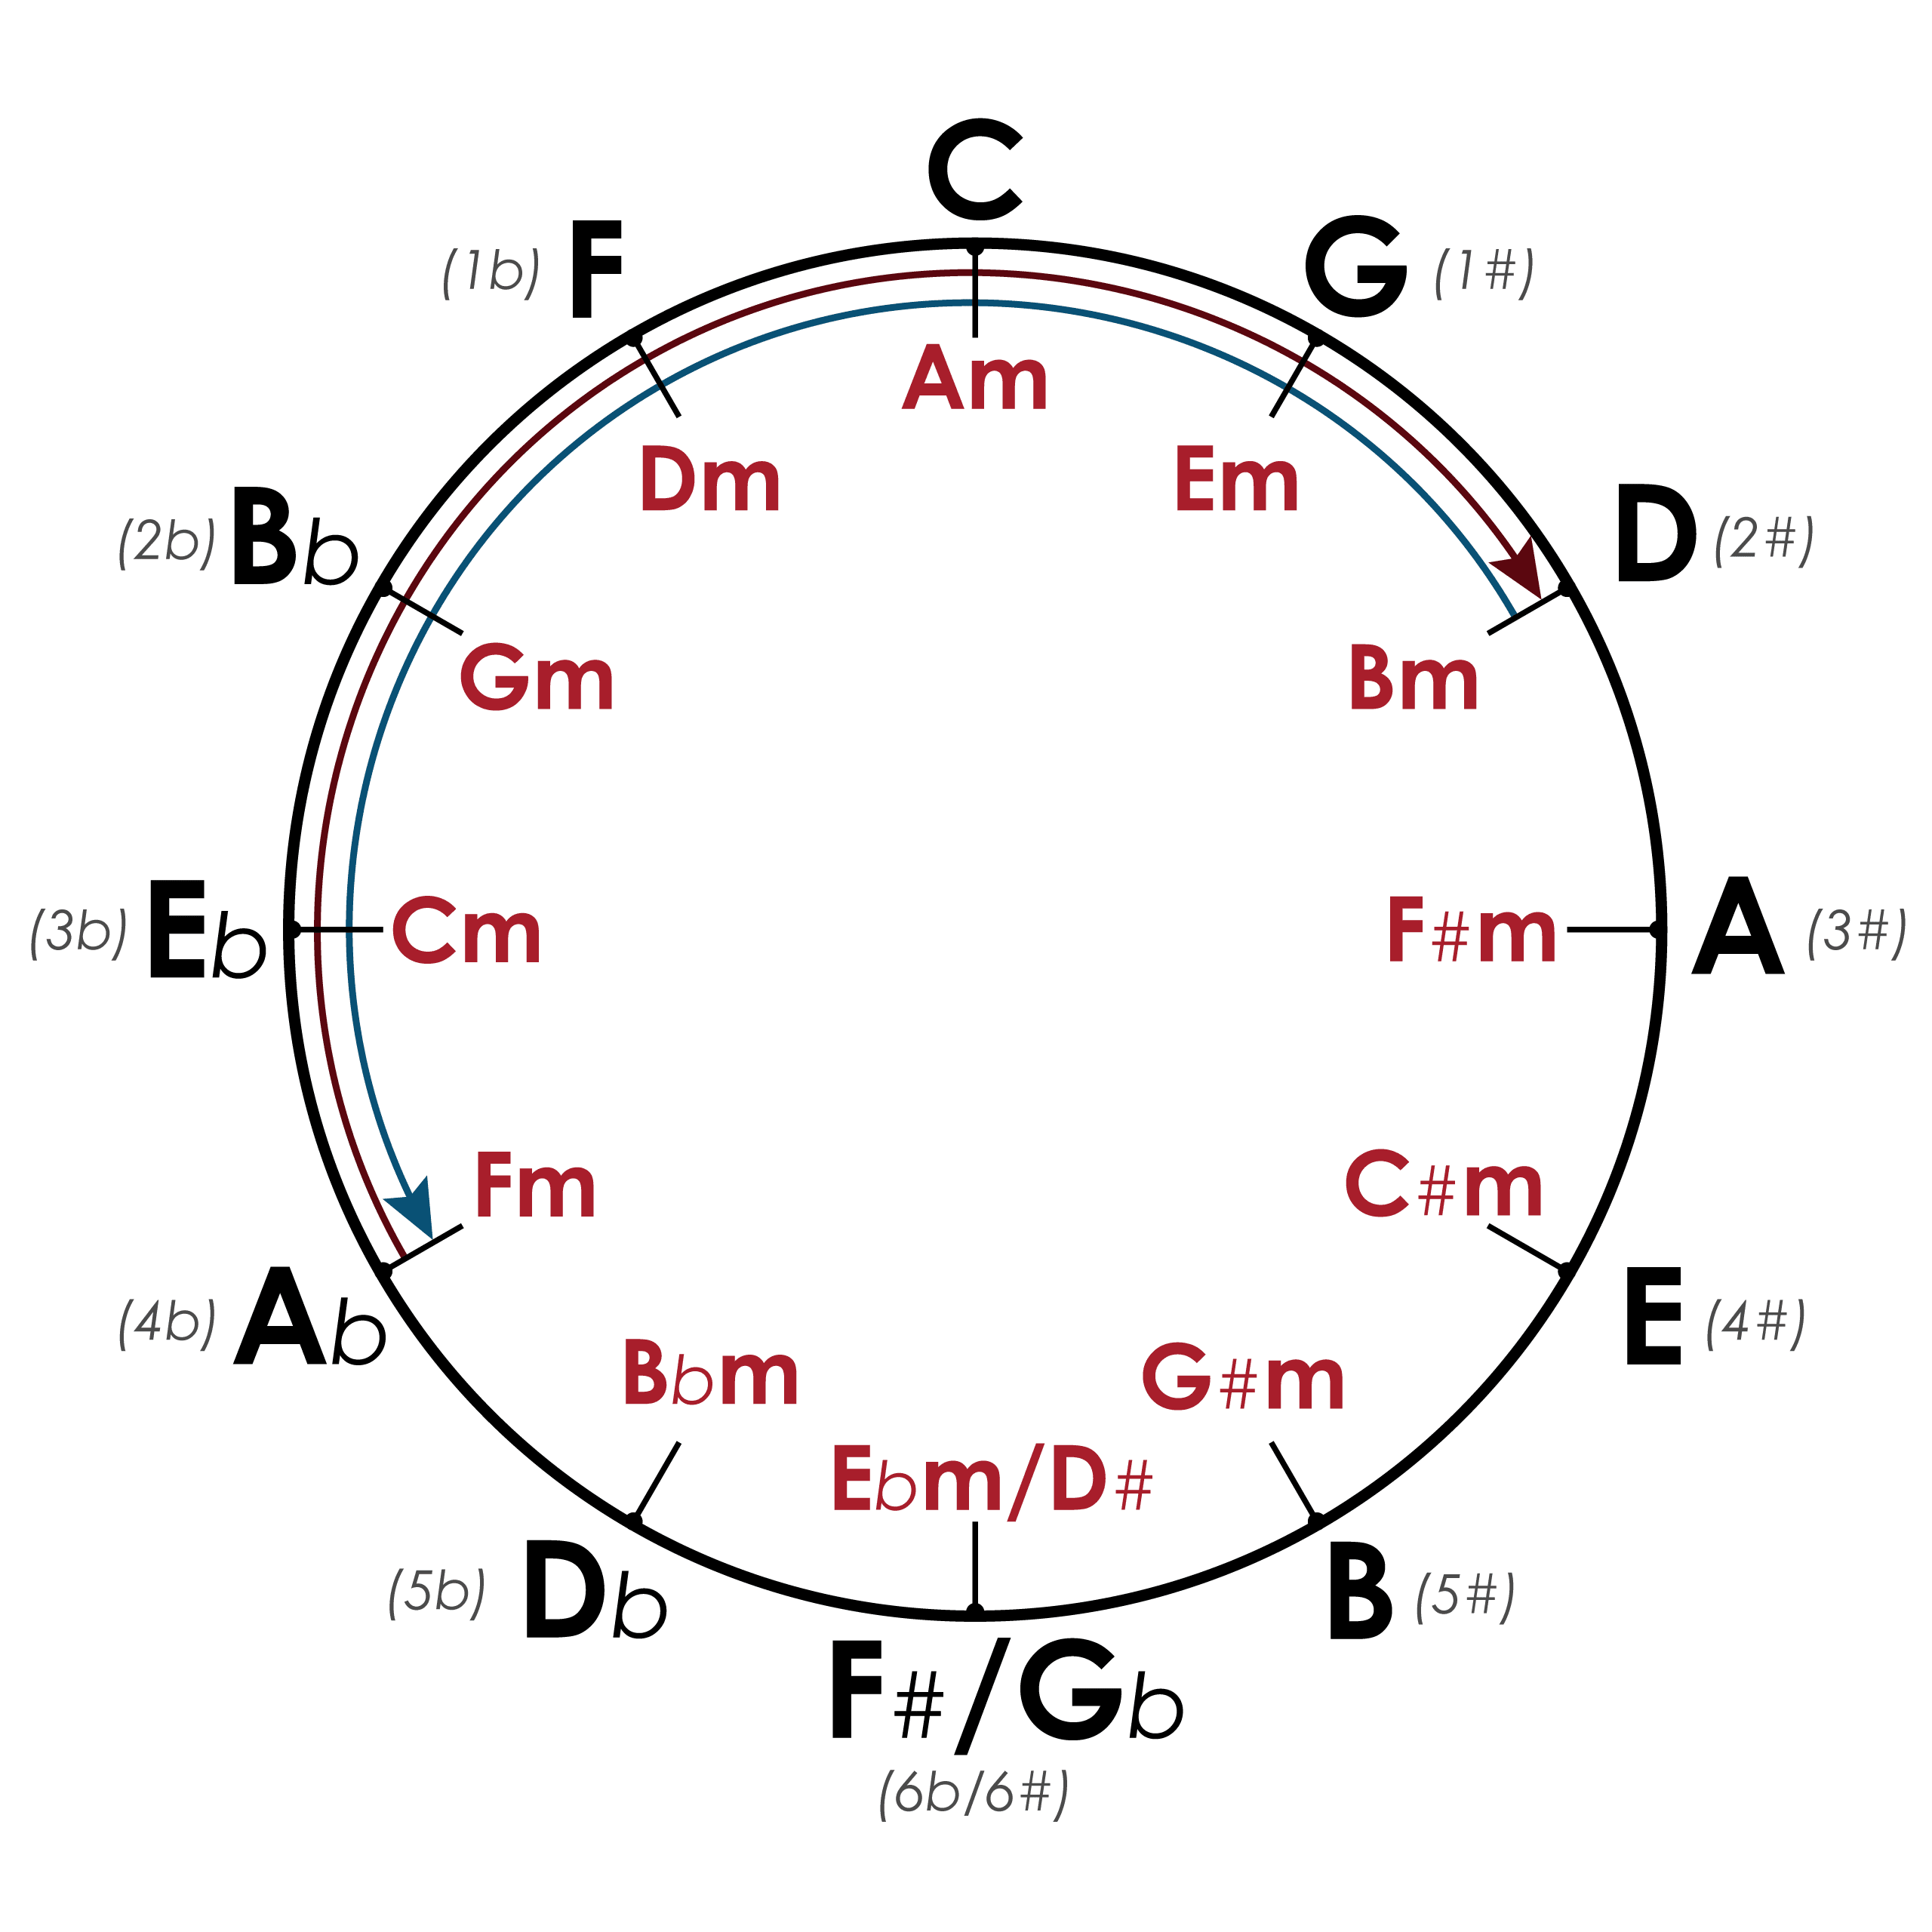 C
(1b) F
G (1#)
Am
Dm
Em
(2b) Bb
D (2#)
Gm
Bm
(3b) Eb
Cm
F#m
A (3#)
Fm
C#m
(4b) Ab
E (4#)
Bbm
G#m
Ebm/D#
(5b) Db
B (5#)
F#/Gb
(6b/6#)